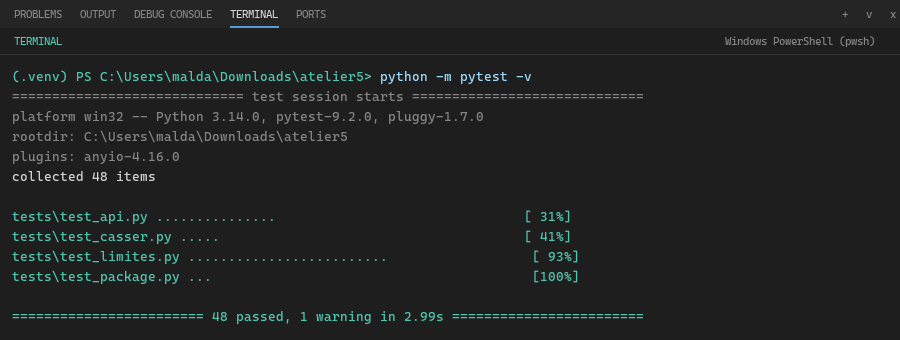 PROBLEMS OUTPUT DEBUG CONSOLE TERMINAL PORTS + v x
TERMINAL Windows PowerShell (pwsh)
(.venv) PS C:\Users\malda\Downloads\atelier5> python -m pytest -v
============================= test session starts =============================
platform win32 -- Python 3.14.0, pytest-9.2.0, pluggy-1.7.0
rootdir: C:\Users\malda\Downloads\atelier5
plugins: anyio-4.16.0
collected 48 items
tests\test_api.py ............... [ 31%]
tests\test_casser.py ..... [ 41%]
tests\test_limites.py ......................... [ 93%]
tests\test_package.py ... [100%]
======================== 48 passed, 1 warning in 2.99s ========================